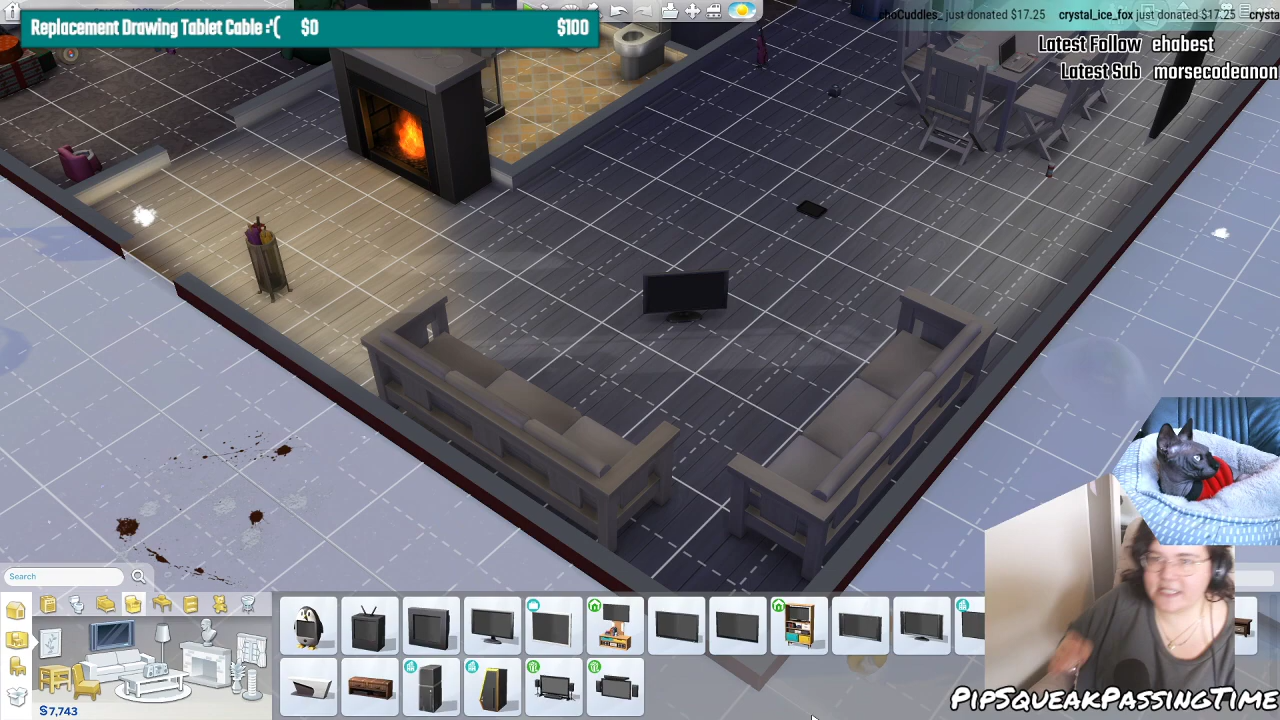 Replacement Drawing Tablet Cable :'( $0 $100
just donated $17.25 crystal_ice_fox just donated $17.25
Latest Follow ehabest
Latest Sub morsecodeanon
Search
$7,743
PipSqueakPassingTime